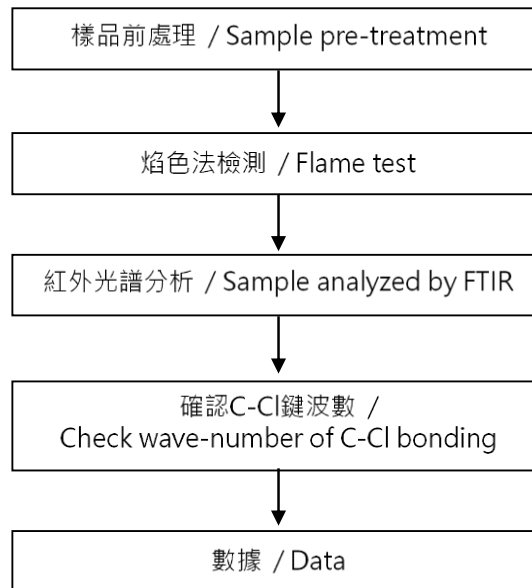 樣品前處理 / Sample pre-treatment
焰色法檢測 / Flame test
紅外光譜分析 / Sample analyzed by FTIR
確認C-Cl鍵波數 /
Check wave-number of C-Cl bonding
數據 / Data